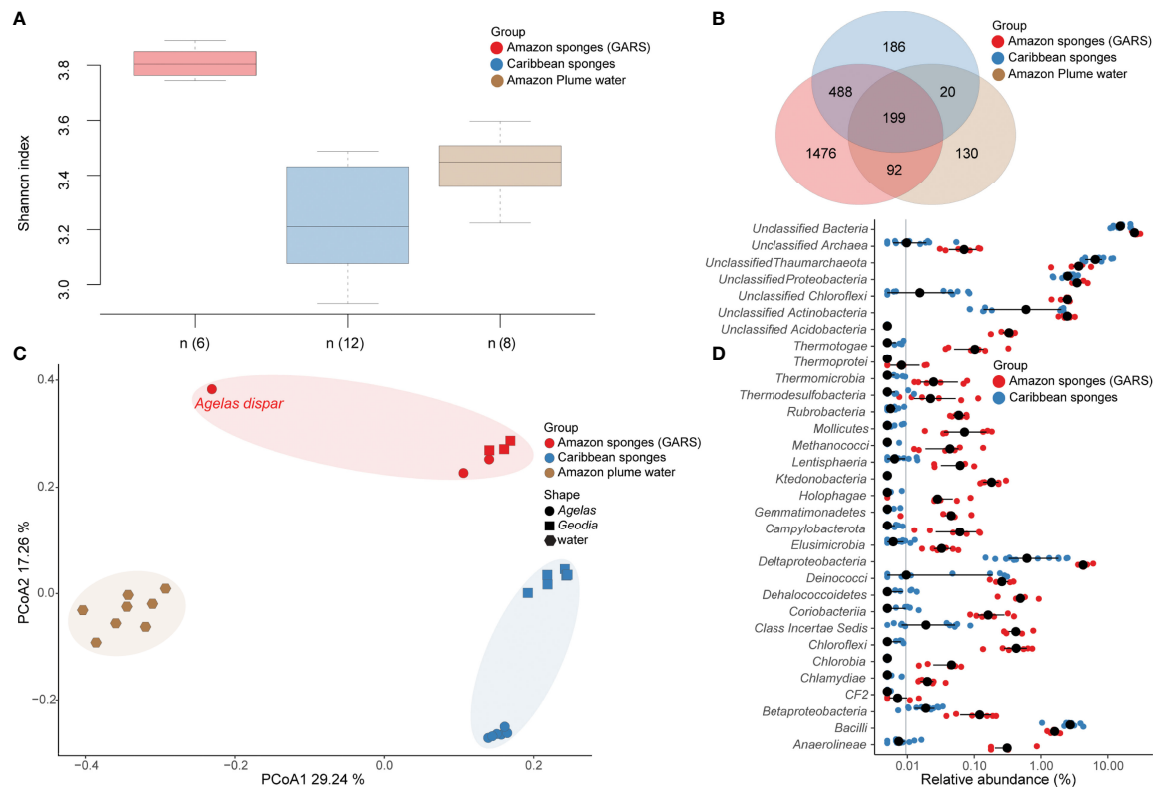 A
Group
Amazon sponges (GARS)
Caribbean sponges
Amazon Plume water
Shanncn index
3.8
3.6
3.4
3.2
3.0
n (6)
n (12)
n (8)
B
Group
Amazon sponges (GARS)
Caribbean sponges
Amazon Plume water
186
488
20
199
1476
130
92
C
0.4
0.2
0.0
−0.2
PCoA2 17.26 %
Agelas dispar
Group
Amazon sponges (GARS)
Caribbean sponges
Amazon plume water
Shape
Agelas
Geodia
water
−0.4
−0.2
0.0
0.2
PCoA1 29.24 %
D
Group
Amazon sponges (GARS)
Caribbean sponges
Unclassified Bacteria
Unclassified Archaea
UnclassifiedThaumarchaeota
UnclassifiedProteobacteria
Unclassified Chloroflexi
Unclassified Actinobacteria
Unclassified Acidobacteria
Thermotogae
Thermoprotei
Thermomicrobia
Thermodesulfobacteria
Rubrobacteria
Mollicutes
Methanococci
Lentisphaeria
Ktedonobacteria
Holophagae
Gemmatimonadetes
Campylobacterota
Elusimicrobia
Deltaproteobacteria
Deinococci
Dehalococcoidetes
Coriobacteriia
Class Incertae Sedis
Chloroflexi
Chlorobia
Chlamydiae
CF2
Betaproteobacteria
Bacilli
Anaerolineae
0.01
0.10
1.00
10.00
Relative abundance (%)